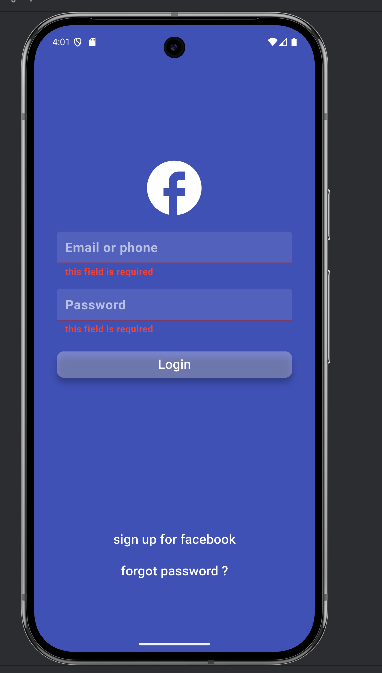 4:01
Email or phone
this field is required
Password
this field is required
Login
sign up for facebook
forgot password ?